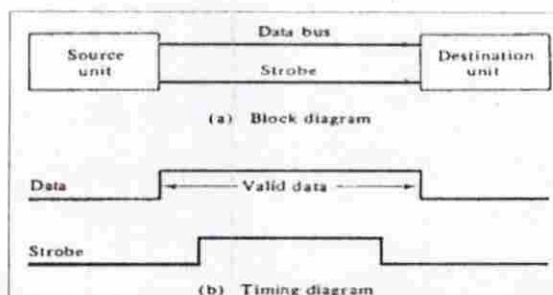 Data bus
Source unit
Destination unit
Strobe
(a) Block diagram
Data
Valid data
Strobe
(b) Timing diagram